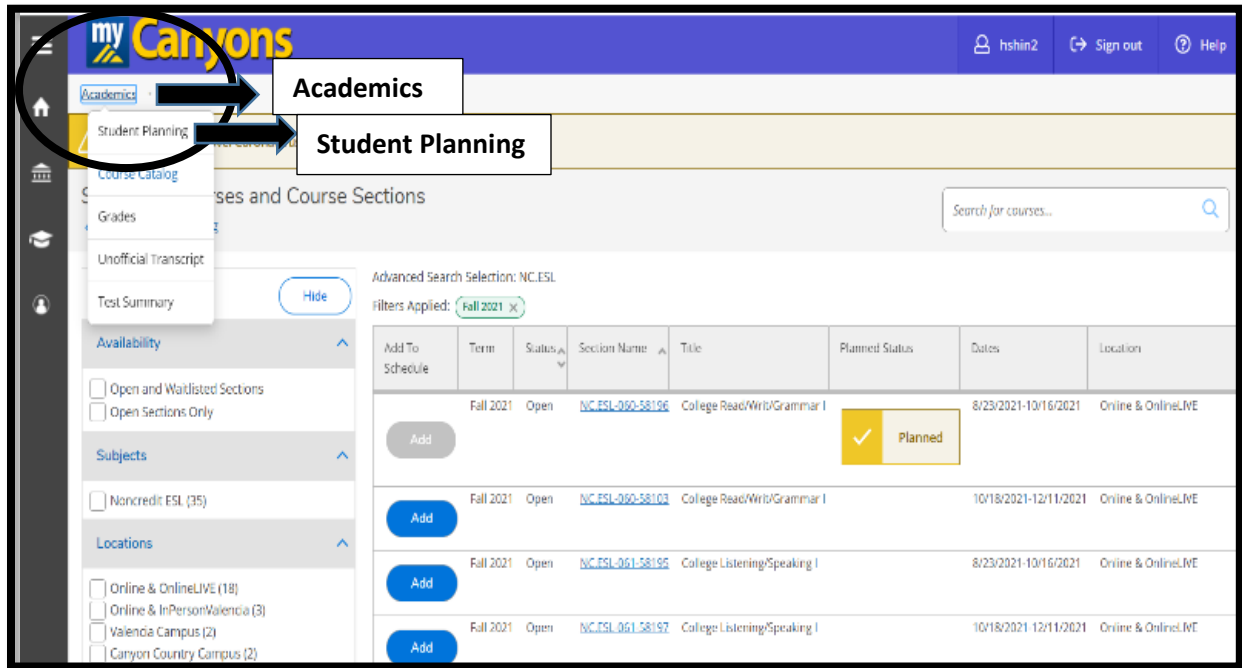 my Canyons
hshin2 Sign out Help
Academics
Academics
Student Planning
Student Planning
Course Catalog
and Course Sections
Search for courses...
Grades
Unofficial Transcript
Test Summary
Hide
Advanced Search Selection: NC.ESL
Filters Applied: Fall 2021 ×
Availability
Open and Waitlisted Sections
Open Sections Only
Subjects
Noncredit ESL (35)
Locations
Online & OnlineLIVE (18)
Online & InPersonValencia (3)
Valencia Campus (2)
Canyon Country Campus (2)
Add To Schedule Term Status Section Name Title Planned Status Dates Location
Add Fall 2021 Open NC.ESL-060-58196 College Read/Writ/Grammar I Planned 8/23/2021-10/16/2021 Online & OnlineLIVE
Add Fall 2021 Open NC.ESL-060-58103 College Read/Writ/Grammar I 10/18/2021-12/11/2021 Online & OnlineLIVE
Add Fall 2021 Open NC.ESL-061-58195 College Listening/Speaking I 8/23/2021-10/16/2021 Online & OnlineLIVE
Add Fall 2021 Open NC.ESL-061-58197 College Listening/Speaking I 10/18/2021-12/11/2021 Online & OnlineLIVE